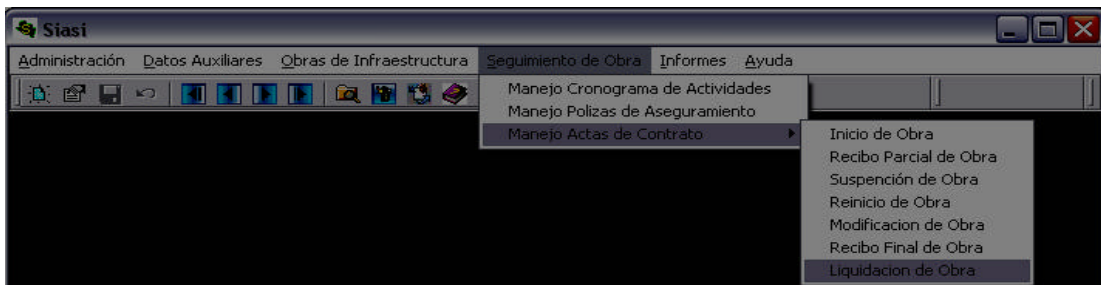 Siasi
Administración Datos Auxiliares Obras de Infraestructura Seguimiento de Obra Informes Ayuda
Manejo Cronograma de Actividades
Manejo Polizas de Aseguramiento
Manejo Actas de Contrato
Inicio de Obra
Recibo Parcial de Obra
Suspención de Obra
Reinicio de Obra
Modificacion de Obra
Recibo Final de Obra
Liquidacion de Obra